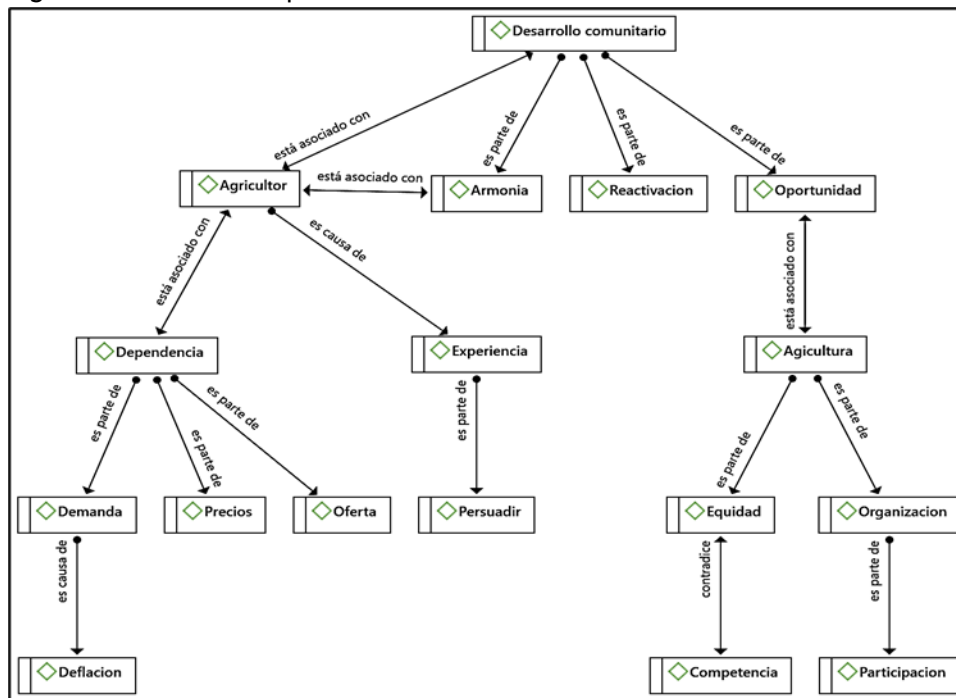 Desarrollo comunitario
está asociado con
es parte de
es parte de
es parte de
Agricultor
está asociado con
Armonia
Reactivacion
Oportunidad
está asociado con
es causa de
está asociado con
Dependencia
Experiencia
Agicultura
es parte de
es parte de
es parte de
es parte de
es parte de
es parte de
Demanda
Precios
Oferta
Persuadir
Equidad
Organizacion
es causa de
contradice
es parte de
Deflacion
Competencia
Participacion